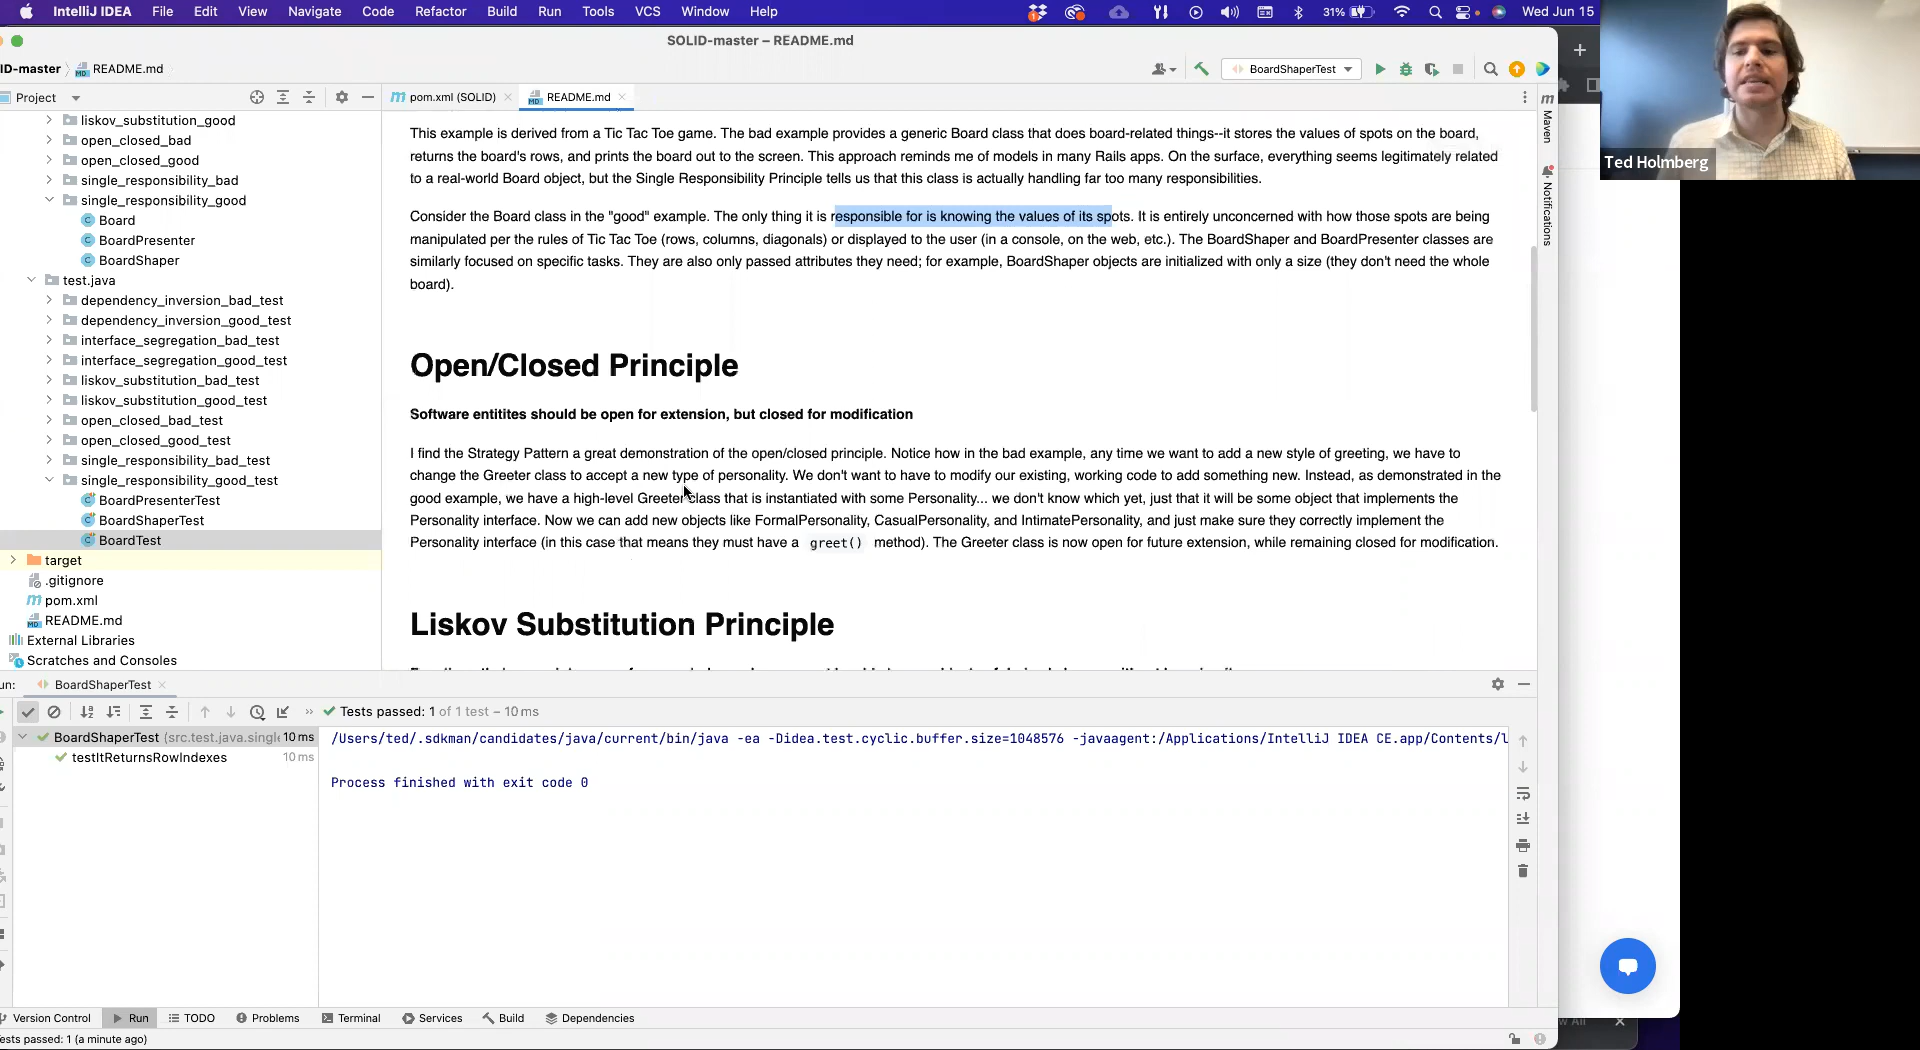 IntelliJ IDEA File Edit View Navigate Code Refactor Build Run Tools VCS Window Help 31% Wed Jun 15
SOLID-master – README.md
ID-master README.md
BoardShaperTest
Project
pom.xml (SOLID) README.md
liskov_substitution_good
open_closed_bad
open_closed_good
single_responsibility_bad
single_responsibility_good
Board
BoardPresenter
BoardShaper
test.java
dependency_inversion_bad_test
dependency_inversion_good_test
interface_segregation_bad_test
interface_segregation_good_test
liskov_substitution_bad_test
liskov_substitution_good_test
open_closed_bad_test
open_closed_good_test
single_responsibility_bad_test
single_responsibility_good_test
BoardPresenterTest
BoardShaperTest
BoardTest
target
.gitignore
pom.xml
README.md
External Libraries
Scratches and Consoles
This example is derived from a Tic Tac Toe game. The bad example provides a generic Board class that does board-related things--it stores the values of spots on the board,
returns the board's rows, and prints the board out to the screen. This approach reminds me of models in many Rails apps. On the surface, everything seems legitimately related
to a real-world Board object, but the Single Responsibility Principle tells us that this class is actually handling far too many responsibilities.
Consider the Board class in the "good" example. The only thing it is responsible for is knowing the values of its spots. It is entirely unconcerned with how those spots are being
manipulated per the rules of Tic Tac Toe (rows, columns, diagonals) or displayed to the user (in a console, on the web, etc.). The BoardShaper and BoardPresenter classes are
similarly focused on specific tasks. They are also only passed attributes they need; for example, BoardShaper objects are initialized with only a size (they don't need the whole
board).
Open/Closed Principle
Software entitites should be open for extension, but closed for modification
I find the Strategy Pattern a great demonstration of the open/closed principle. Notice how in the bad example, any time we want to add a new style of greeting, we have to
change the Greeter class to accept a new type of personality. We don't want to have to modify our existing, working code to add something new. Instead, as demonstrated in the
good example, we have a high-level Greeter class that is instantiated with some Personality... we don't know which yet, just that it will be some object that implements the
Personality interface. Now we can add new objects like FormalPersonality, CasualPersonality, and IntimatePersonality, and just make sure they correctly implement the
Personality interface (in this case that means they must have a greet() method). The Greeter class is now open for future extension, while remaining closed for modification.
Liskov Substitution Principle
Maven
Notifications
Ted Holmberg
un: BoardShaperTest
Tests passed: 1 of 1 test – 10 ms
BoardShaperTest (src.test.java.single 10 ms
testItReturnsRowIndexes 10 ms
/Users/ted/.sdkman/candidates/java/current/bin/java -ea -Didea.test.cyclic.buffer.size=1048576 -javaagent:/Applications/IntelliJ IDEA CE.app/Contents/l
Process finished with exit code 0
Version Control Run TODO Problems Terminal Services Build Dependencies
ests passed: 1 (a minute ago)